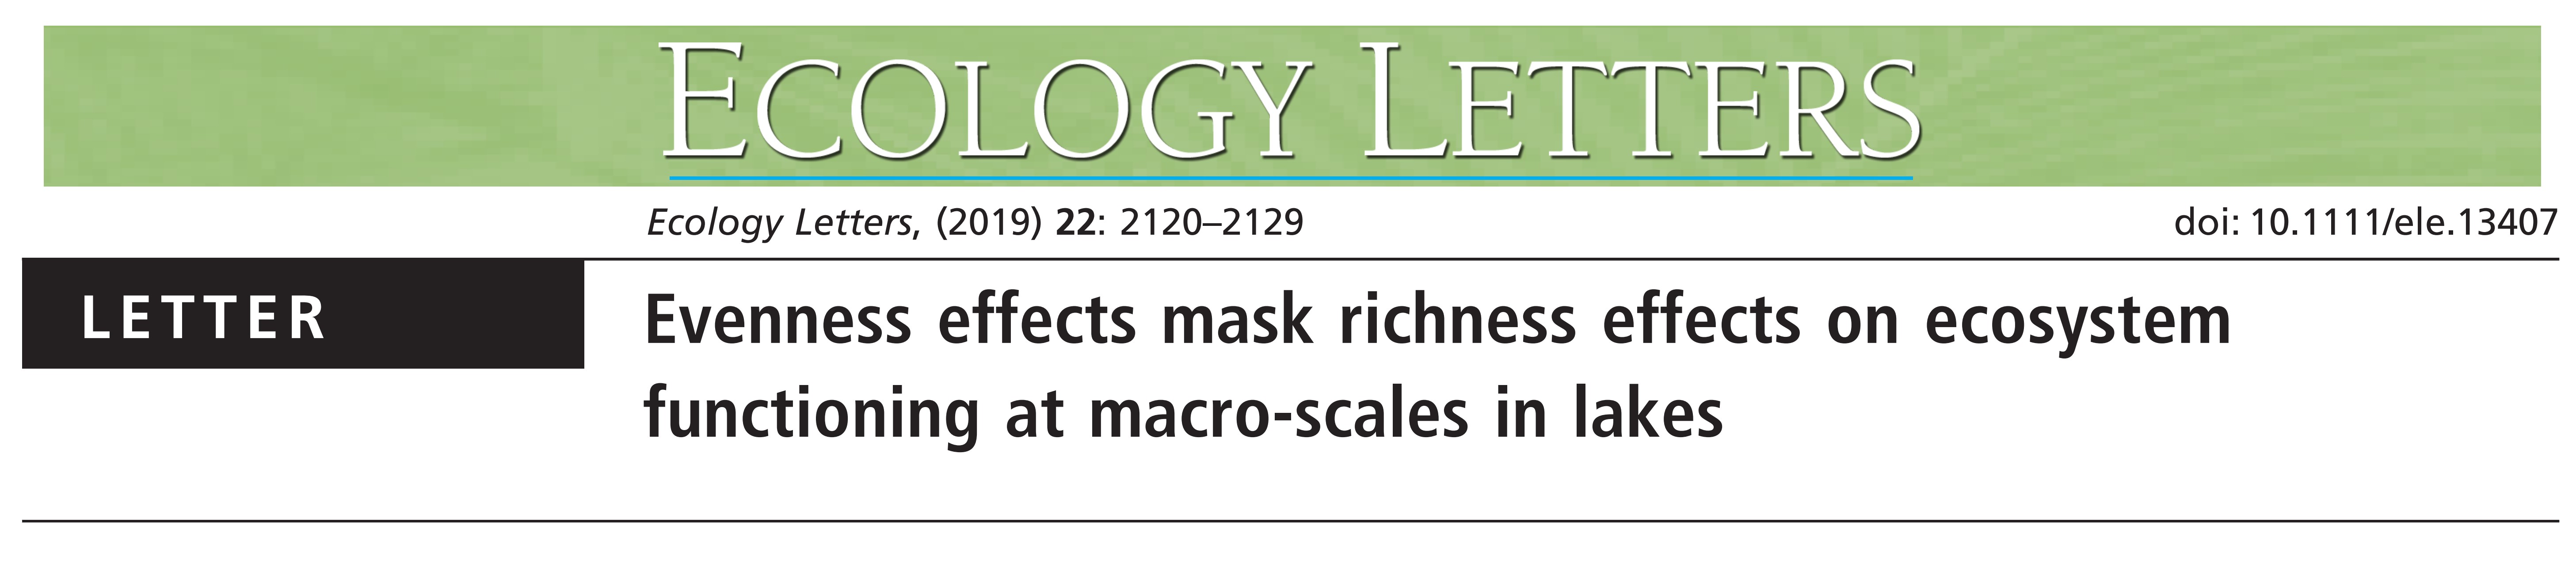 ECOLOGY LETTERS
Ecology Letters, (2019) 22: 2120–2129
doi: 10.1111/ele.13407
LETTER
Evenness effects mask richness effects on ecosystem
functioning at macro-scales in lakes